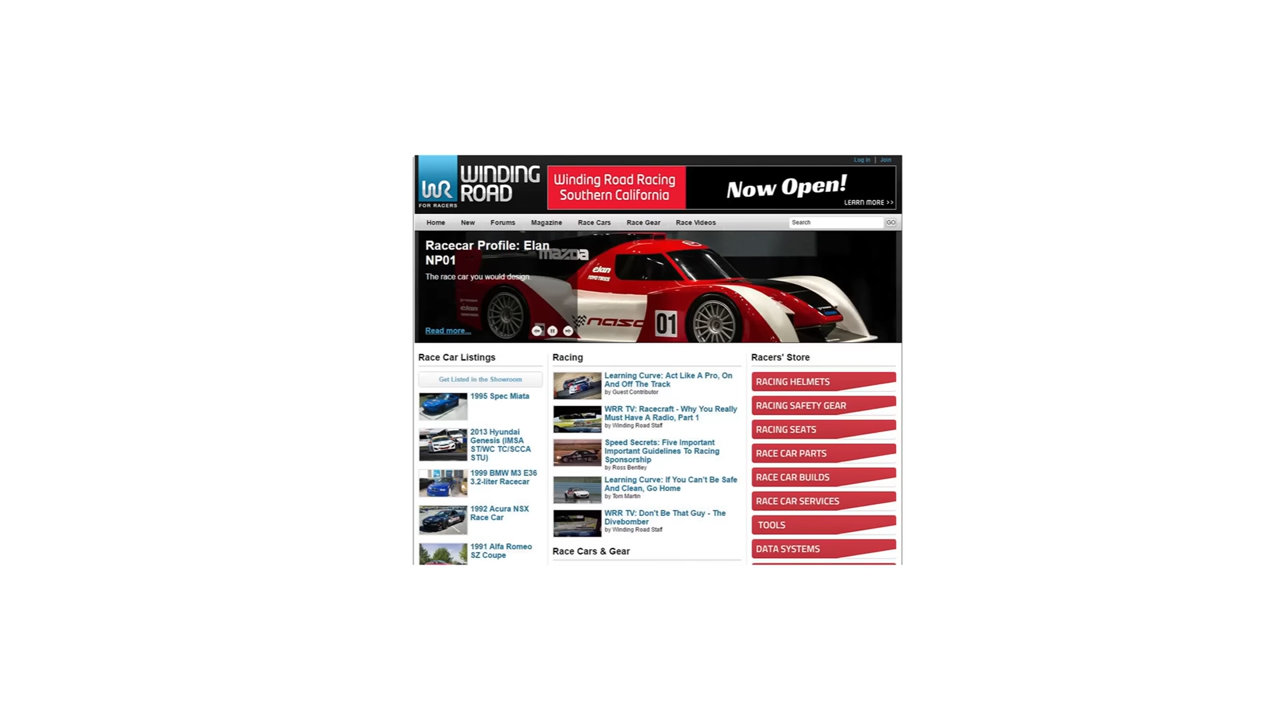 Log In | Join
WR
FOR RACERS
WINDING
ROAD
Winding Road Racing
Southern California
Now Open!
LEARN MORE >>
Home New Forums Magazine Race Cars Race Gear Race Videos
Search GO
Racecar Profile: Elan
NP01
The race car you would design
Read more...
mazda
elan
nasa
01
Race Car Listings
Get Listed in the Showroom
1995 Spec Miata
2013 Hyundai
Genesis (IMSA
ST/WC TC/SCCA
STU)
1999 BMW M3 E36
3.2-liter Racecar
1992 Acura NSX
Race Car
1991 Alfa Romeo
SZ Coupe
Racing
Learning Curve: Act Like A Pro, On
And Off The Track
by Guest Contributor
WRR TV: Racecraft - Why You Really
Must Have A Radio, Part 1
by Winding Road Staff
Speed Secrets: Five Important
Important Guidelines To Racing
Sponsorship
by Ross Bentley
Learning Curve: If You Can't Be Safe
And Clean, Go Home
by Tom Martin
WRR TV: Don't Be That Guy - The
Divebomber
by Winding Road Staff
Race Cars & Gear
Racers' Store
RACING HELMETS
RACING SAFETY GEAR
RACING SEATS
RACE CAR PARTS
RACE CAR BUILDS
RACE CAR SERVICES
TOOLS
DATA SYSTEMS